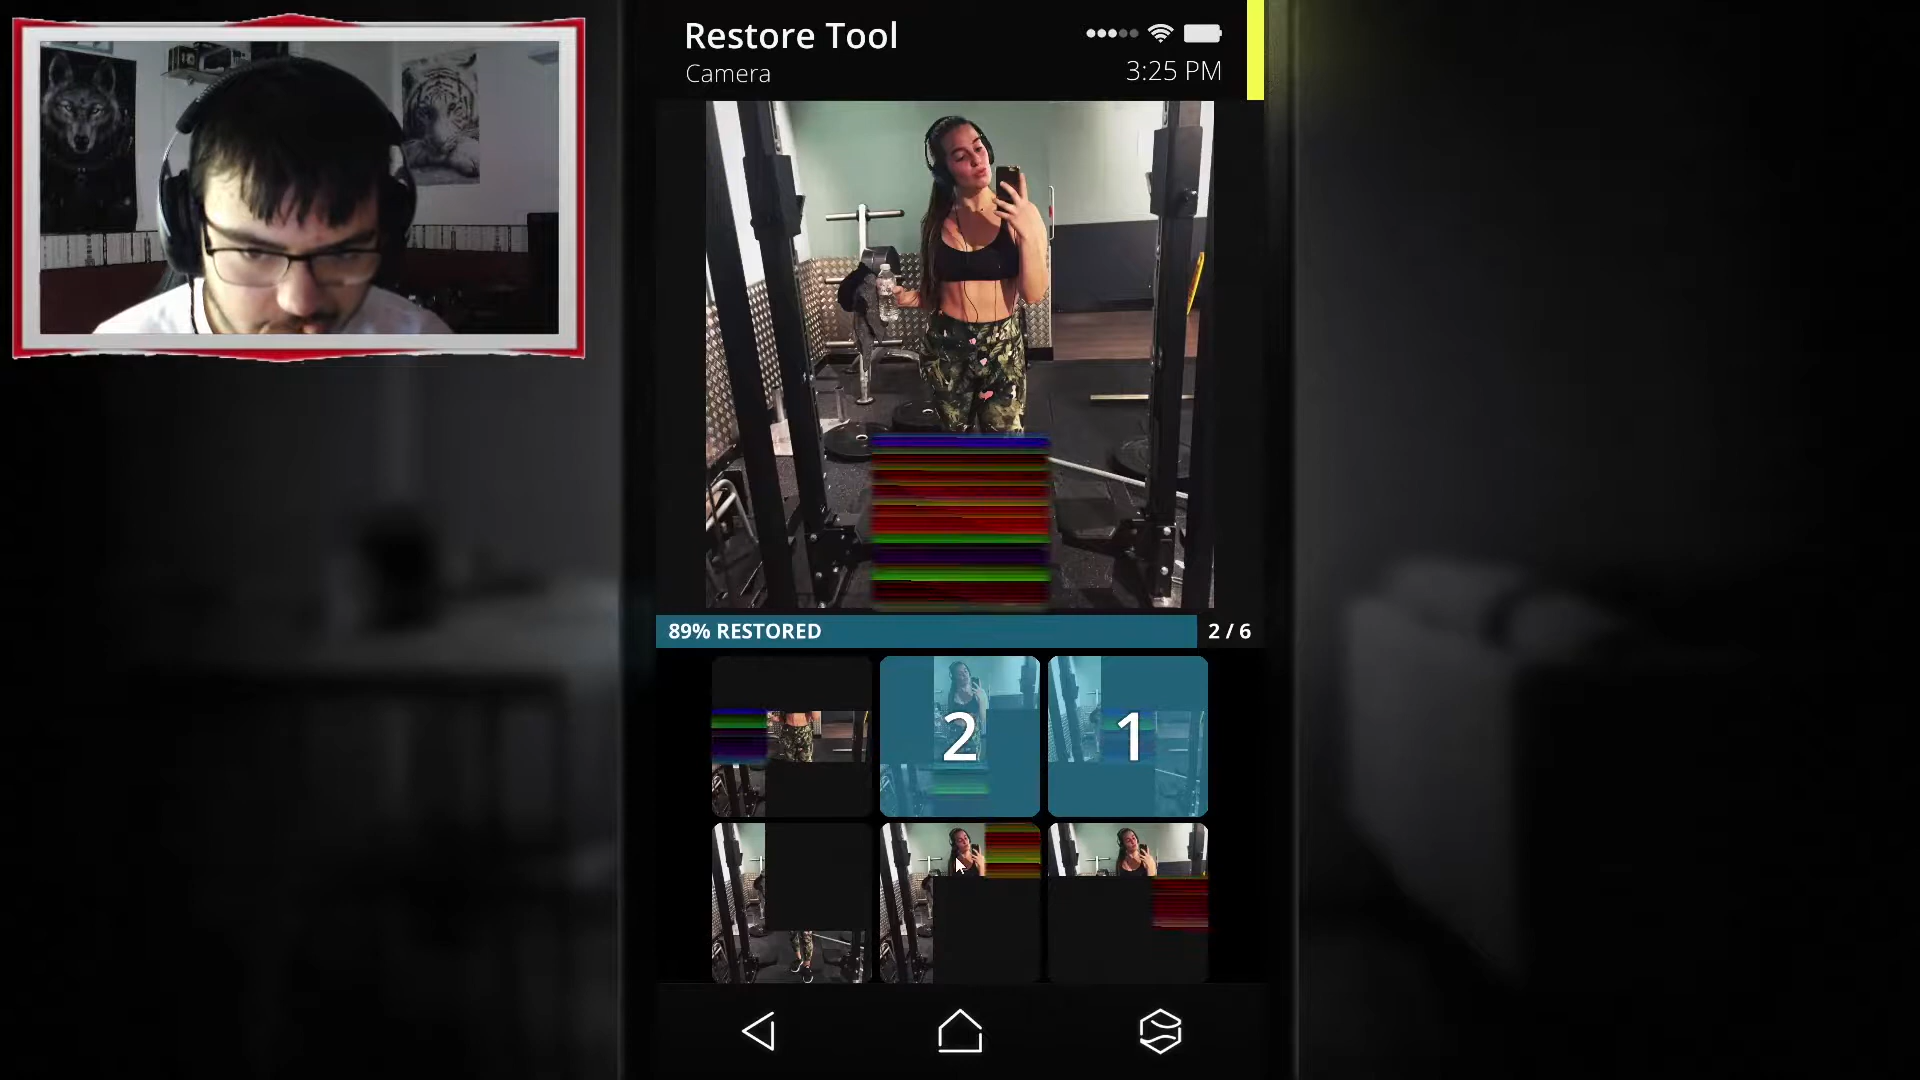 Restore Tool
Camera
3:25 PM
89% RESTORED
2 / 6
2
1